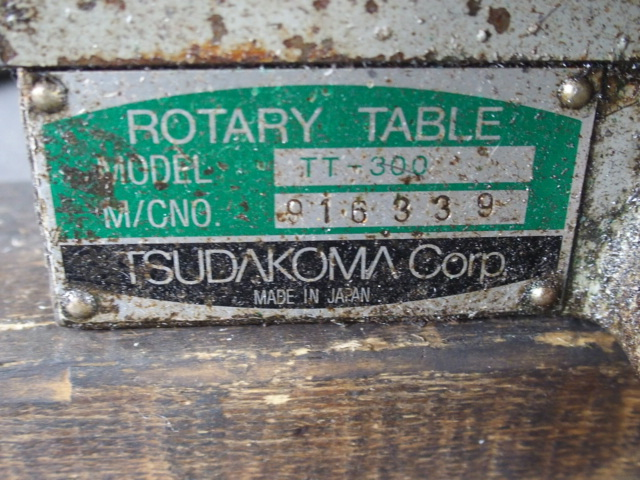 ROTARY TABLE
MODEL TT-300
M/CNO. 916339
TSUDAKOMA Corp.
MADE IN JAPAN